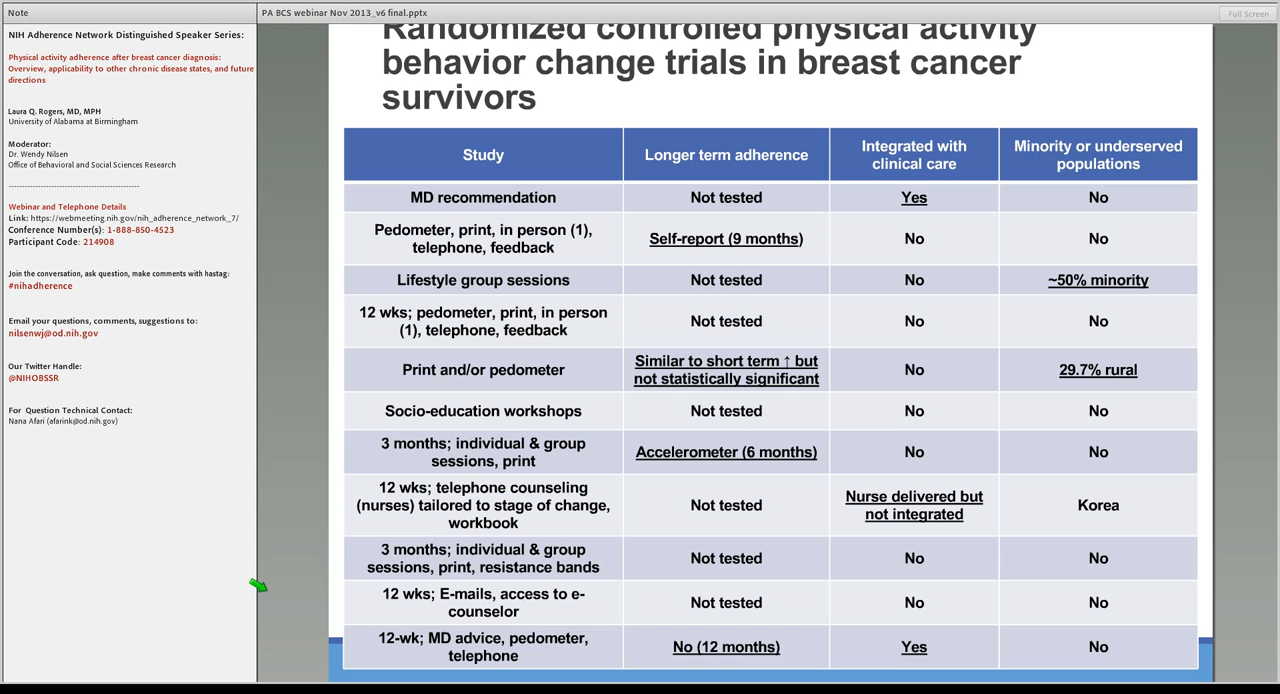 Note
NIH Adherence Network Distinguished Speaker Series:
Physical activity adherence after breast cancer diagnosis:
Overview, applicability to other chronic disease states, and future
directions
Laura Q. Rogers, MD, MPH
University of Alabama at Birmingham
Moderator:
Dr. Wendy Nilsen
Office of Behavioral and Social Sciences Research
------------------------------------------------
Webinar and Telephone Details
Link: https://webmeeting.nih.gov/nih_adherence_network_7/
Conference Number(s): 1-888-850-4523
Participant Code: 214908
Join the conversation, ask question, make comments with hastag:
#nihadherence
Email your questions, comments, suggestions to:
nilsenwj@od.nih.gov
Our Twitter Handle:
@NIHOBSSR
For Question Technical Contact:
Nana Afari (afarink@od.nih.gov)
PA BCS webinar Nov 2013_v6 final.pptx
Full Screen
Randomized controlled physical activity
behavior change trials in breast cancer
survivors
Study
Longer term adherence
Integrated with
clinical care
Minority or underserved
populations
MD recommendation
Not tested
Yes
No
Pedometer, print, in person (1),
telephone, feedback
Self-report (9 months)
No
No
Lifestyle group sessions
Not tested
No
~50% minority
12 wks; pedometer, print, in person
(1), telephone, feedback
Not tested
No
No
Print and/or pedometer
Similar to short term ↑ but
not statistically significant
No
29.7% rural
Socio-education workshops
Not tested
No
No
3 months; individual & group
sessions, print
Accelerometer (6 months)
No
No
12 wks; telephone counseling
(nurses) tailored to stage of change,
workbook
Not tested
Nurse delivered but
not integrated
Korea
3 months; individual & group
sessions, print, resistance bands
Not tested
No
No
12 wks; E-mails, access to e-
counselor
Not tested
No
No
12-wk; MD advice, pedometer,
telephone
No (12 months)
Yes
No